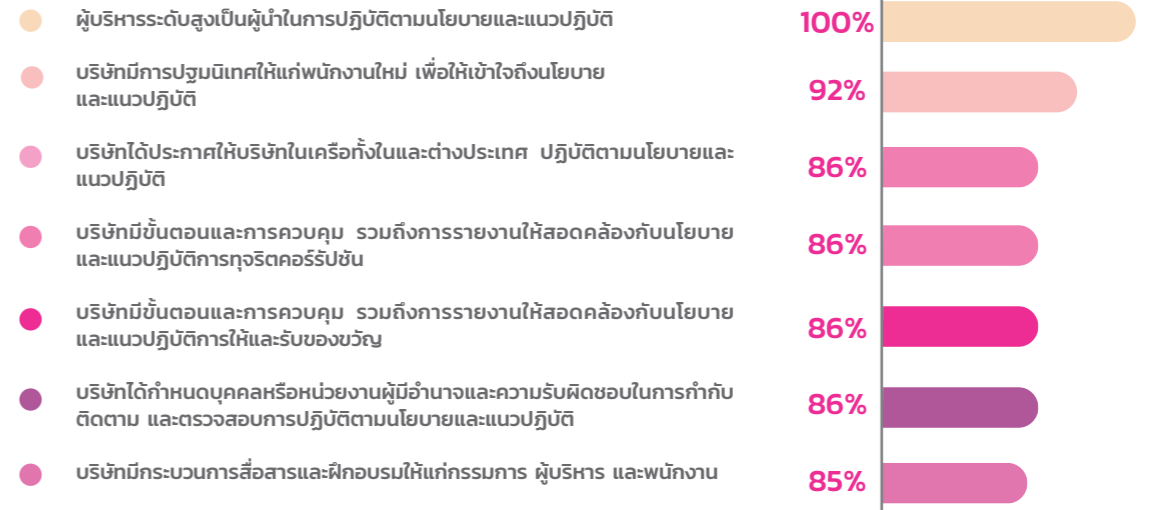 ผู้บริหารระดับสูงเป็นผู้นำในการปฏิบัติตามนโยบายและแนวปฏิบัติ
100%
บริษัทมีการปฐมนิเทศให้แก่พนักงานใหม่ เพื่อให้เข้าใจถึงนโยบาย
และแนวปฏิบัติ
92%
บริษัทได้ประกาศให้บริษัทในเครือทั้งในและต่างประเทศ ปฏิบัติตามนโยบายและ
แนวปฏิบัติ
86%
บริษัทมีขั้นตอนและการควบคุม รวมถึงการรายงานให้สอดคล้องกับนโยบาย
และแนวปฏิบัติการทุจริตคอร์รัปชัน
86%
บริษัทมีขั้นตอนและการควบคุม รวมถึงการรายงานให้สอดคล้องกับนโยบาย
และแนวปฏิบัติการให้และรับของขวัญ
86%
บริษัทได้กำหนดบุคคลหรือหน่วยงานผู้มีอำนาจและความรับผิดชอบในการกำกับ
ติดตาม และตรวจสอบการปฏิบัติตามนโยบายและแนวปฏิบัติ
86%
บริษัทมีกระบวนการสื่อสารและฝึกอบรมให้แก่กรรมการ ผู้บริหาร และพนักงาน
85%